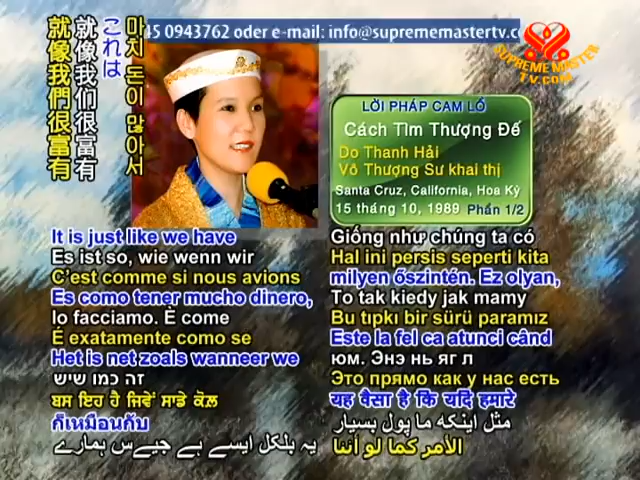 45 0943762 oder e-mail: info@suprememastertv.c
SUPREME MASTER
TV.COM
就像我們很富有
就像我们很富有
これは
마치 돈이 많아서
LỜI PHÁP CAM LỒ
Cách Tìm Thượng Đế
Do Thanh Hải
Vô Thượng Sư khai thị
Santa Cruz, California, Hoa Kỳ
15 tháng 10, 1989 Phần 1/2
It is just like we have
Es ist so, wie wenn wir
C'est comme si nous avions
Es como tener mucho dinero,
lo facciamo. È come
É exatamente como se
Het is net zoals wanneer we
זה כמו שיש
ਬਸ ਇਹ ਹੈ ਜਿਵੇਂ ਸਾਡੇ ਕੋਲ਼
ก็เหมือนกับ
یہ بلکل ایسے ہے جیےس ہمارے
Giống như chúng ta có
Hal ini persis seperti kita
milyen őszintén. Ez olyan,
To tak kiedy jak mamy
Bu tıpkı bir sürü paramız
Este la fel ca atunci când
юм. Энэ нь яг л
Это прямо как у нас есть
यह वैसा है कि यदि हमारे
مثل اینکه ما پول بسیار
الأمر كما لو أننا